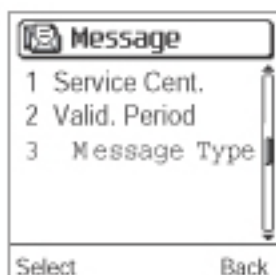 Message
1 Service Cent.
2 Valid. Period
3 Message Type
Select Back